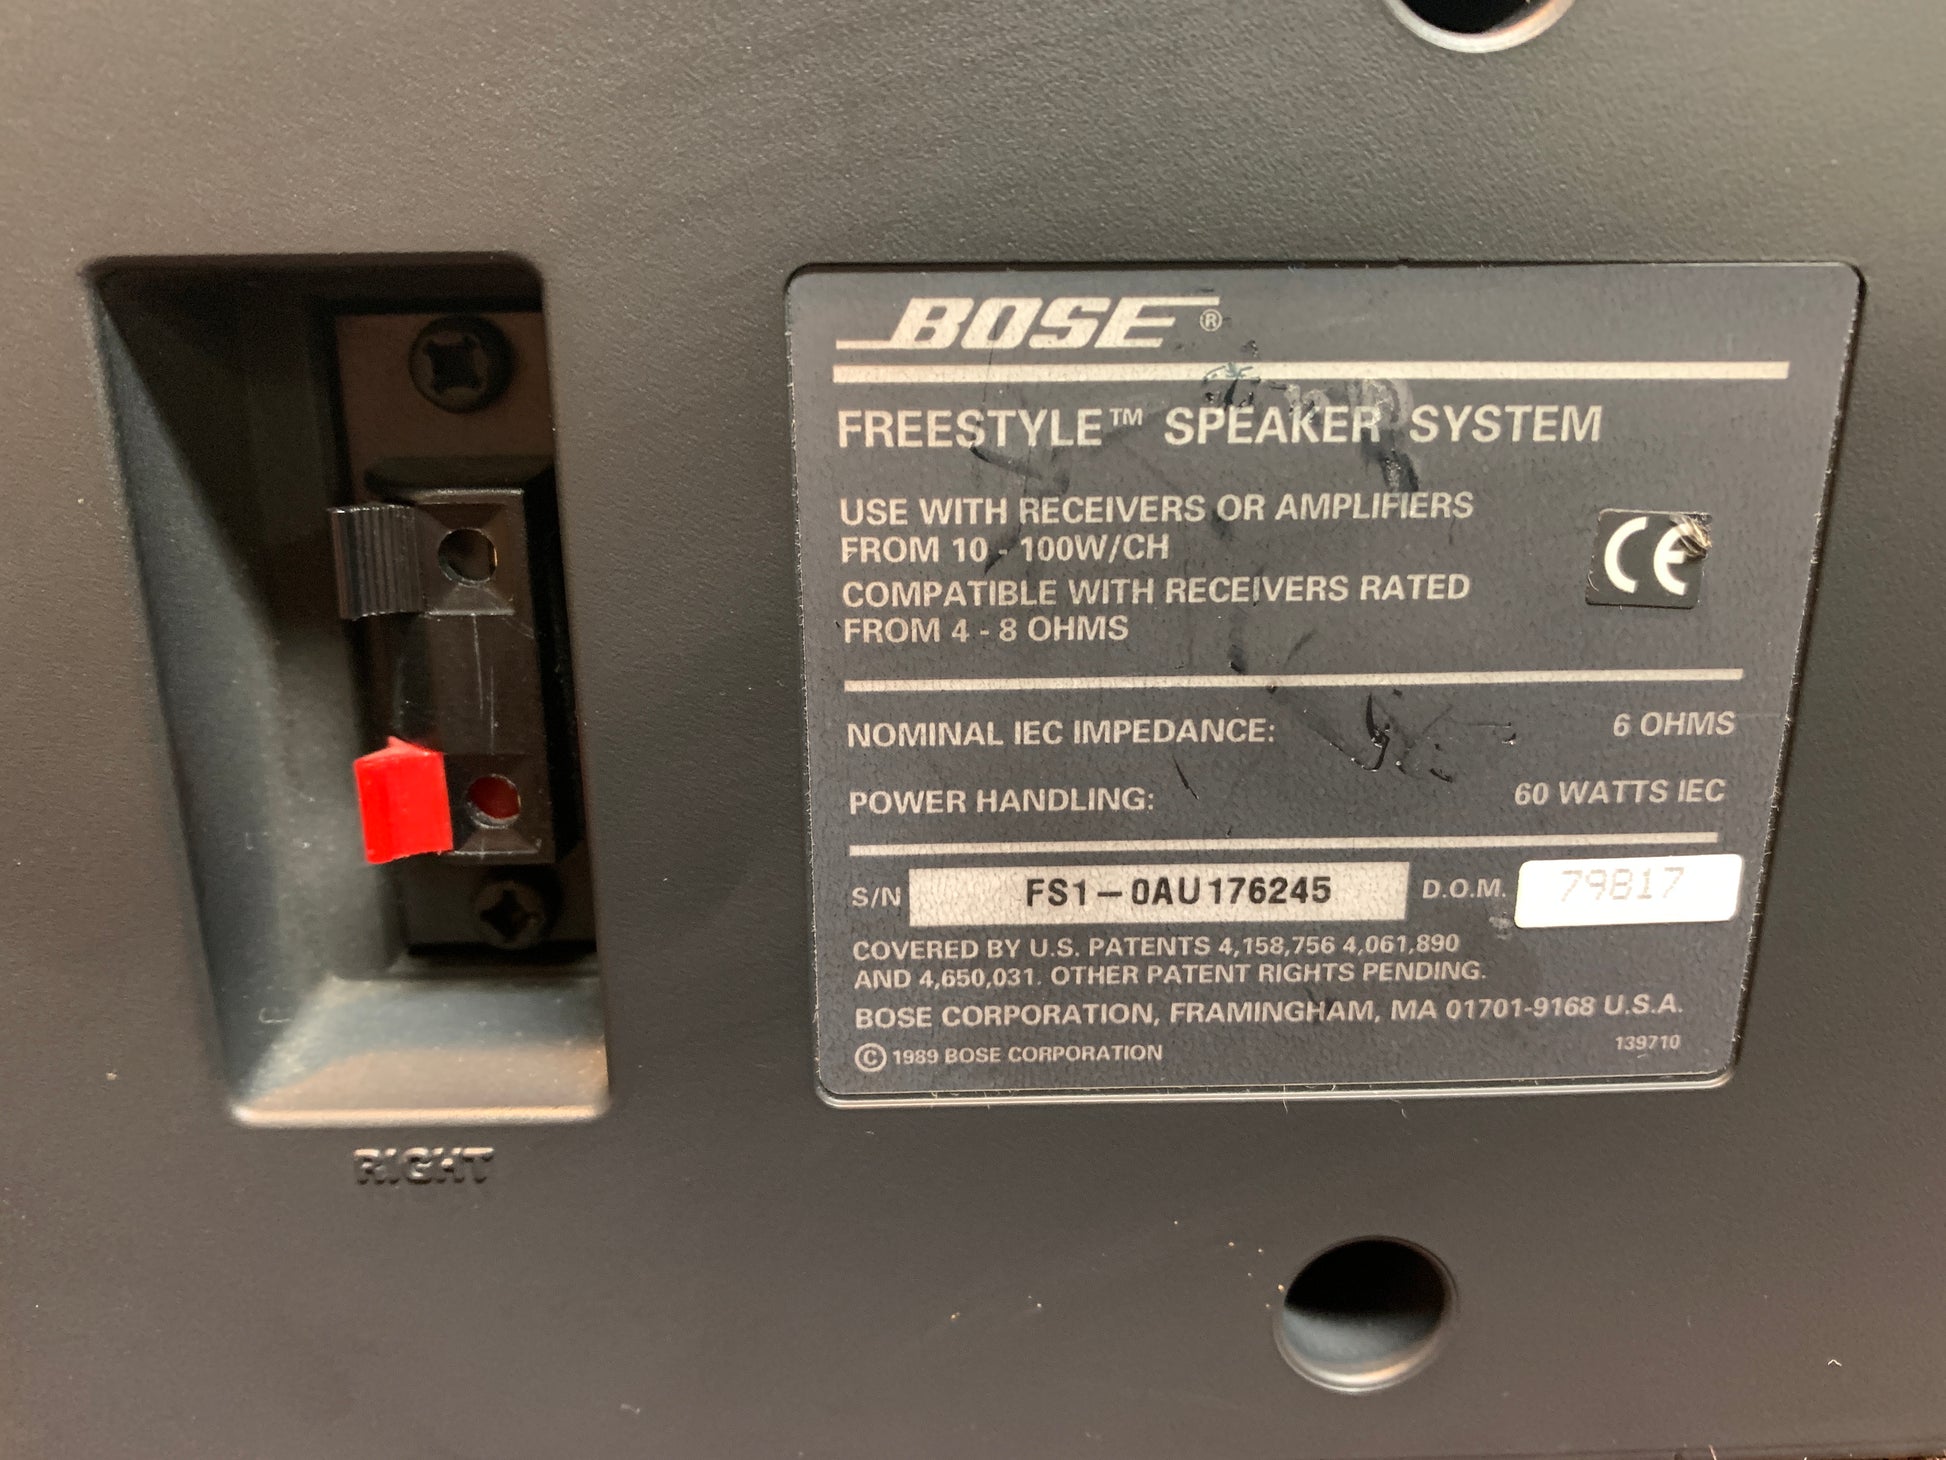 BOSE®
FREESTYLE™ SPEAKER SYSTEM
USE WITH RECEIVERS OR AMPLIFIERS
FROM 10 - 100W/CH
COMPATIBLE WITH RECEIVERS RATED
FROM 4 - 8 OHMS
CE
NOMINAL IEC IMPEDANCE: 6 OHMS
POWER HANDLING: 60 WATTS IEC
S/N FS1-0AU176245 D.O.M. 79817
COVERED BY U.S. PATENTS 4,158,756 4,061,890
AND 4,650,031. OTHER PATENT RIGHTS PENDING.
BOSE CORPORATION, FRAMINGHAM, MA 01701-9168 U.S.A.
© 1989 BOSE CORPORATION 139710
RIGHT